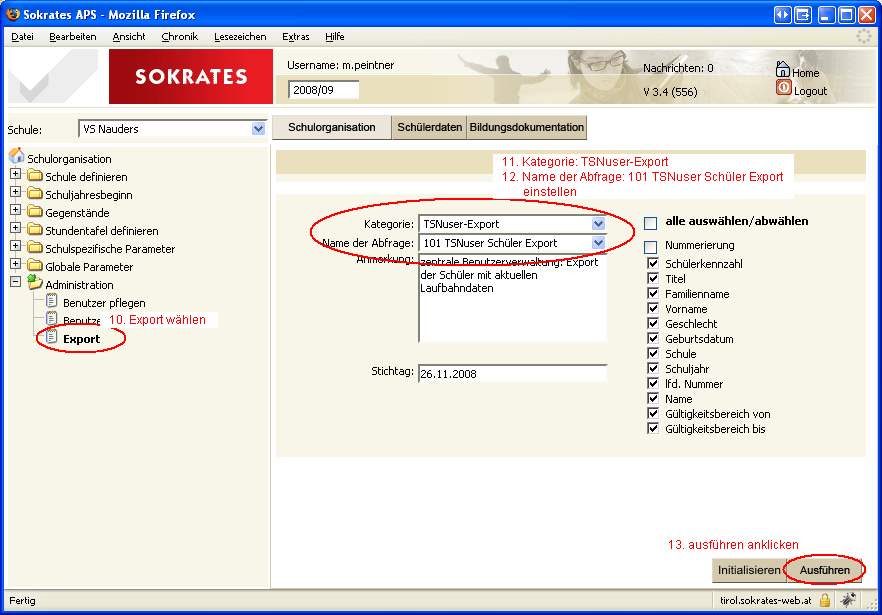 Sokrates APS - Mozilla Firefox
Datei Bearbeiten Ansicht Chronik Lesezeichen Extras Hilfe
SOKRATES
Username: m.peintner
2008/09
Nachrichten: 0
V 3.4 (556)
Home
Logout
Schule: VS Nauders
Schulorganisation Schülerdaten Bildungsdokumentation
Schulorganisation
Schule definieren
Schuljahresbeginn
Gegenstände
Stundentafel definieren
Schulspezifische Parameter
Globale Parameter
Administration
Benutzer pflegen
Benutze
10. Export wählen
Export
11. Kategorie: TSNuser-Export
12. Name der Abfrage: 101 TSNuser Schüler Export
einstellen
Kategorie: TSNuser-Export
Name der Abfrage: 101 TSNuser Schüler Export
Anmerkung: zentrale Benutzerverwaltung: Export
der Schüler mit aktuellen
Laufbahndaten
Stichtag: 26.11.2008
alle auswählen/abwählen
Nummerierung
Schülerkennzahl
Titel
Familienname
Vorname
Geschlecht
Geburtsdatum
Schule
Schuljahr
lfd. Nummer
Name
Gültigkeitsbereich von
Gültigkeitsbereich bis
13. ausführen anklicken
Initialisieren Ausführen
Fertig
tirol.sokrates-web.at